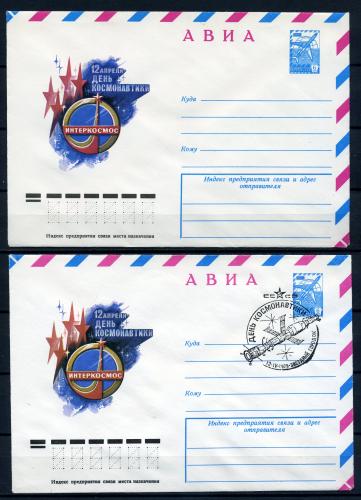 АВИА
12 АПРЕЛЯ
ДЕНЬ
КОСМОНАВТИКИ
ИНТЕРКОСМОС
Куда
Кому
Индекс предприятия связи и адрес
отправителя
Индекс предприятия связи места назначения
АВИА
12 АПРЕЛЯ
ДЕНЬ
КОСМОНАВТИКИ
ИНТЕРКОСМОС
СССР
ДЕНЬ КОСМОНАВТИКИ
Куда
Кому
Индекс предприятия связи и адрес
отправителя
Индекс предприятия связи места назначения